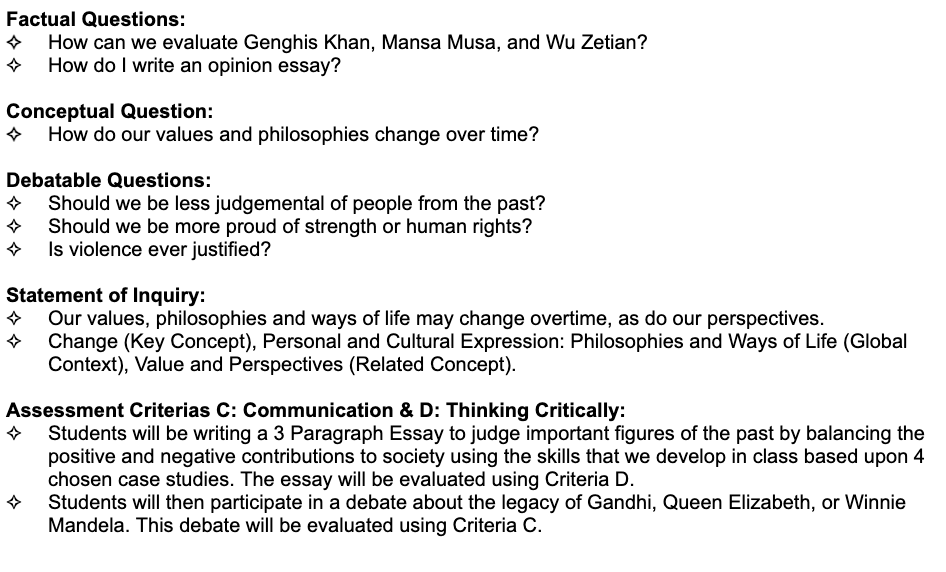 Factual Questions:
✧ How can we evaluate Genghis Khan, Mansa Musa, and Wu Zetian?
✧ How do I write an opinion essay?
Conceptual Question:
✧ How do our values and philosophies change over time?
Debatable Questions:
✧ Should we be less judgemental of people from the past?
✧ Should we be more proud of strength or human rights?
✧ Is violence ever justified?
Statement of Inquiry:
✧ Our values, philosophies and ways of life may change overtime, as do our perspectives.
✧ Change (Key Concept), Personal and Cultural Expression: Philosophies and Ways of Life (Global
Context), Value and Perspectives (Related Concept).
Assessment Criterias C: Communication & D: Thinking Critically:
✧ Students will be writing a 3 Paragraph Essay to judge important figures of the past by balancing the
positive and negative contributions to society using the skills that we develop in class based upon 4
chosen case studies. The essay will be evaluated using Criteria D.
✧ Students will then participate in a debate about the legacy of Gandhi, Queen Elizabeth, or Winnie
Mandela. This debate will be evaluated using Criteria C.